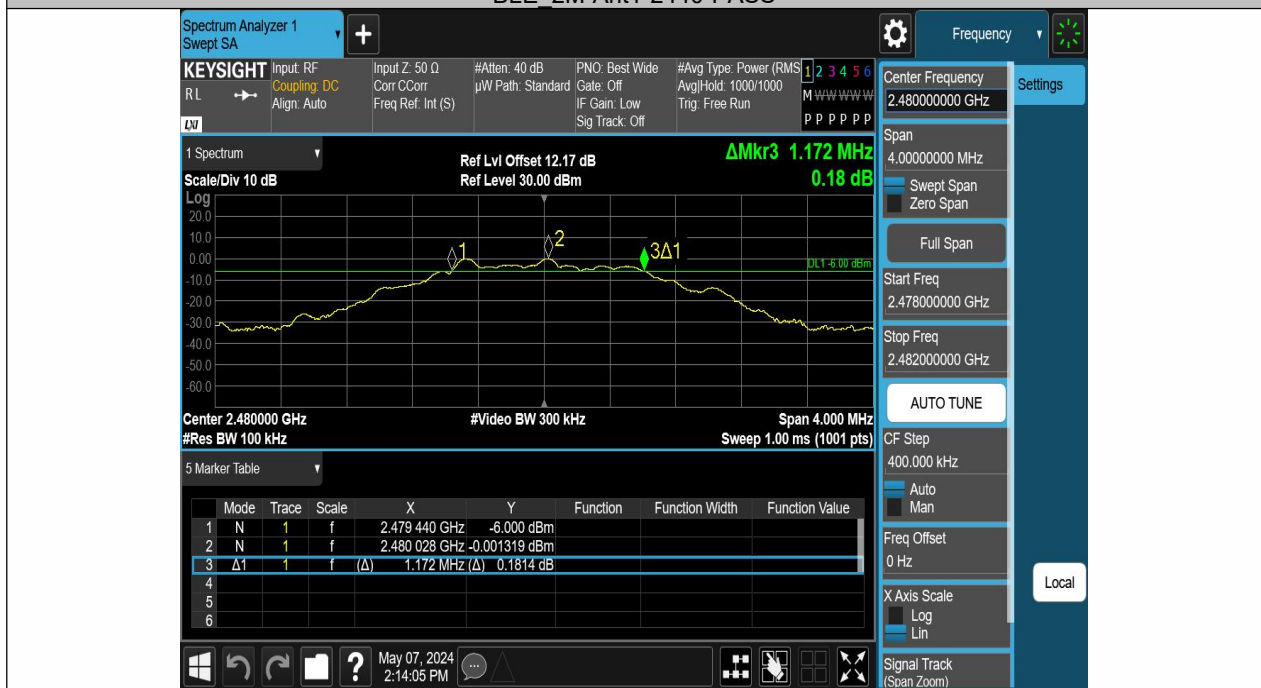 Spectrum Analyzer 1
Swept SA
+
Frequency
KEYSIGHT
RL
LXI
Input: RF
Coupling: DC
Align: Auto
Input Z: 50 Ω
Corr CCorr
Freq Ref: Int (S)
#Atten: 40 dB
µW Path: Standard
PNO: Best Wide
Gate: Off
IF Gain: Low
Sig Track: Off
#Avg Type: Power (RMS
Avg|Hold: 1000/1000
Trig: Free Run
1 2 3 4 5 6
M W W W W W
P P P P P P
1 Spectrum
Scale/Div 10 dB
Ref Lvl Offset 12.17 dB
Ref Level 30.00 dBm
ΔMkr3 1.172 MHz
0.18 dB
Log
20.0
10.0
0.00
-10.0
-20.0
-30.0
-40.0
-50.0
-60.0
1
2
3Δ1
DL1 -6.00 dBm
Center 2.480000 GHz
#Video BW 300 kHz
Span 4.000 MHz
#Res BW 100 kHz
Sweep 1.00 ms (1001 pts)
5 Marker Table
Mode Trace Scale X Y Function Function Width Function Value
1 N 1 f 2.479 440 GHz -6.000 dBm
2 N 1 f 2.480 028 GHz -0.001319 dBm
3 Δ1 1 f (Δ) 1.172 MHz (Δ) 0.1814 dB
4
5
6
?
May 07, 2024
2:14:05 PM
Center Frequency
2.480000000 GHz
Settings
Span
4.00000000 MHz
Swept Span
Zero Span
Full Span
Start Freq
2.478000000 GHz
Stop Freq
2.482000000 GHz
AUTO TUNE
CF Step
400.000 kHz
Auto
Man
Freq Offset
0 Hz
X Axis Scale
Log
Lin
Local
Signal Track
(Span Zoom)